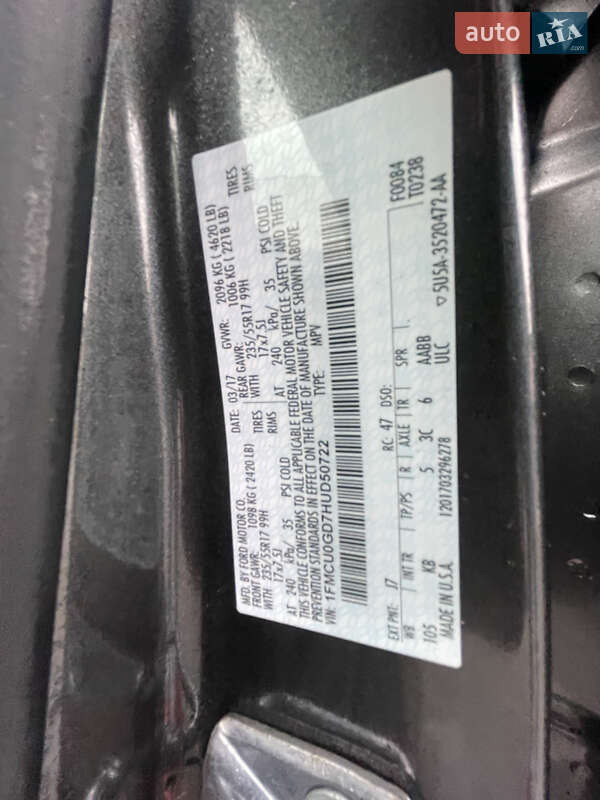 auto RIA .com
MFD. BY FORD MOTOR CO.
DATE: 03/17 GVWR: 2096 KG ( 4620 LB)
FRONT GAWR: 1098 KG ( 2420 LB) REAR GAWR: 1006 KG ( 2218 LB)
WITH 235/55R17 99H TIRES WITH 235/55R17 99H TIRES
17x7.5J RIMS 17x7.5J RIMS
AT 240 kPa/ 35 PSI COLD AT 240 kPa/ 35 PSI COLD
THIS VEHICLE CONFORMS TO ALL APPLICABLE FEDERAL MOTOR VEHICLE SAFETY AND THEFT
PREVENTION STANDARDS IN EFFECT ON THE DATE OF MANUFACTURE SHOWN ABOVE.
VIN: 1FMCU0GD7HUD50722 TYPE: MPV
F0084
T0238
EXT PNT: J7 RC: 47 DSO:
WB INT TR TP/PS R AXLE TR SPR
105 KB 5 3C 6 AABB
MADE IN U.S.A. 1201703296278 ULC
▽5U5A-3520472-AA